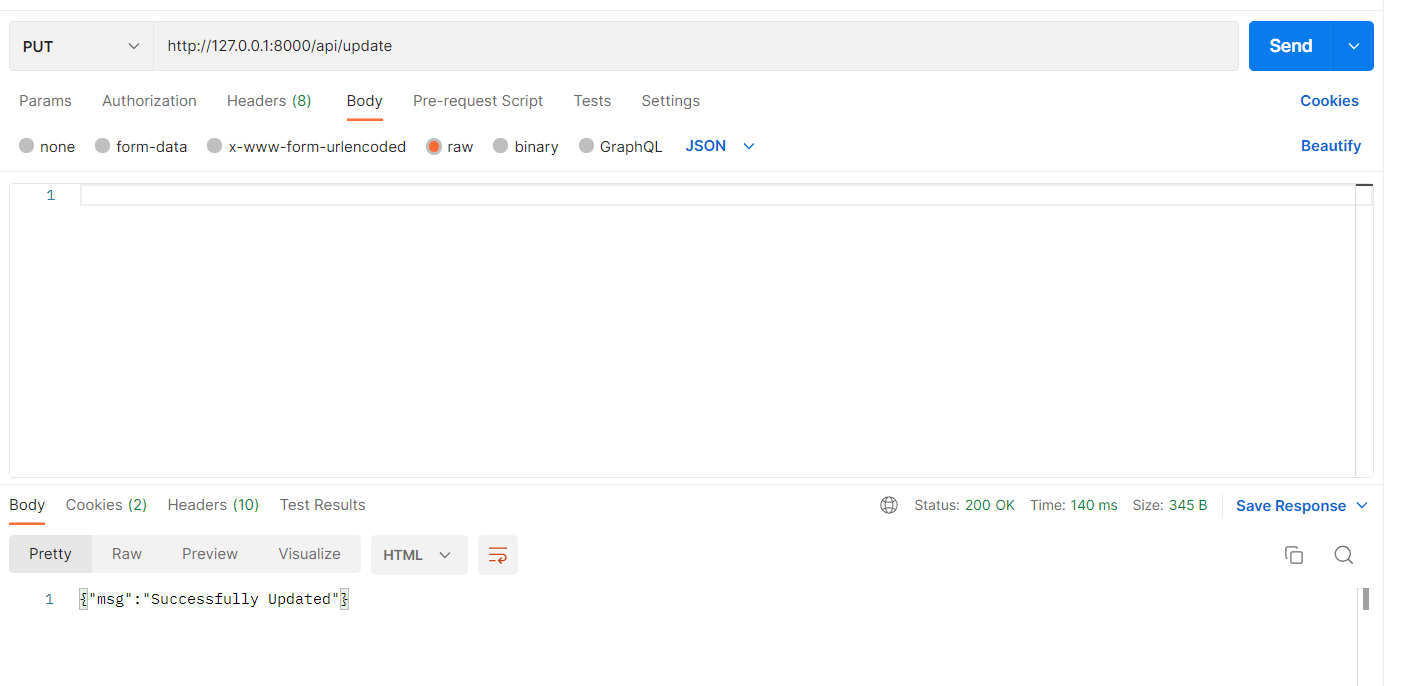 PUT http://127.0.0.1:8000/api/update Send
Params Authorization Headers (8) Body Pre-request Script Tests Settings Cookies
none form-data x-www-form-urlencoded raw binary GraphQL JSON Beautify
1
Body Cookies (2) Headers (10) Test Results Status: 200 OK Time: 140 ms Size: 345 B Save Response
Pretty Raw Preview Visualize HTML
1 {"msg":"Successfully Updated"}